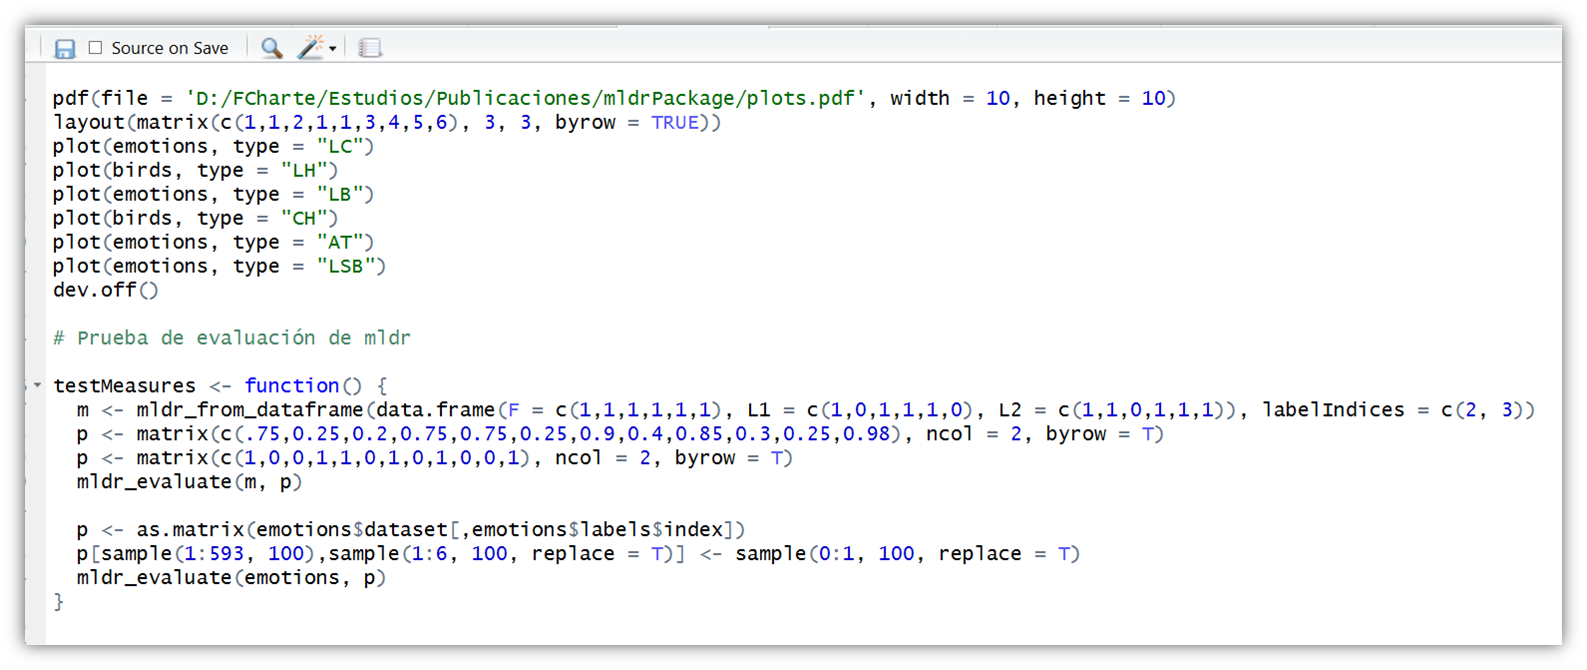 Source on Save
pdf(file = 'D:/FCharte/Estudios/Publicaciones/mldrPackage/plots.pdf', width = 10, height = 10)
layout(matrix(c(1,1,2,1,1,3,4,5,6), 3, 3, byrow = TRUE))
plot(emotions, type = "LC")
plot(birds, type = "LH")
plot(emotions, type = "LB")
plot(birds, type = "CH")
plot(emotions, type = "AT")
plot(emotions, type = "LSB")
dev.off()
# Prueba de evaluación de mldr
testMeasures <- function() {
  m <- mldr_from_dataframe(data.frame(F = c(1,1,1,1,1,1), L1 = c(1,0,1,1,1,0), L2 = c(1,1,0,1,1,1)), labelIndices = c(2, 3))
  p <- matrix(c(.75,0.25,0.2,0.75,0.75,0.25,0.9,0.4,0.85,0.3,0.25,0.98), ncol = 2, byrow = T)
  p <- matrix(c(1,0,0,1,1,0,1,0,1,0,0,1), ncol = 2, byrow = T)
  mldr_evaluate(m, p)
  p <- as.matrix(emotions$dataset[,emotions$labels$index])
  p[sample(1:593, 100),sample(1:6, 100, replace = T)] <- sample(0:1, 100, replace = T)
  mldr_evaluate(emotions, p)
}